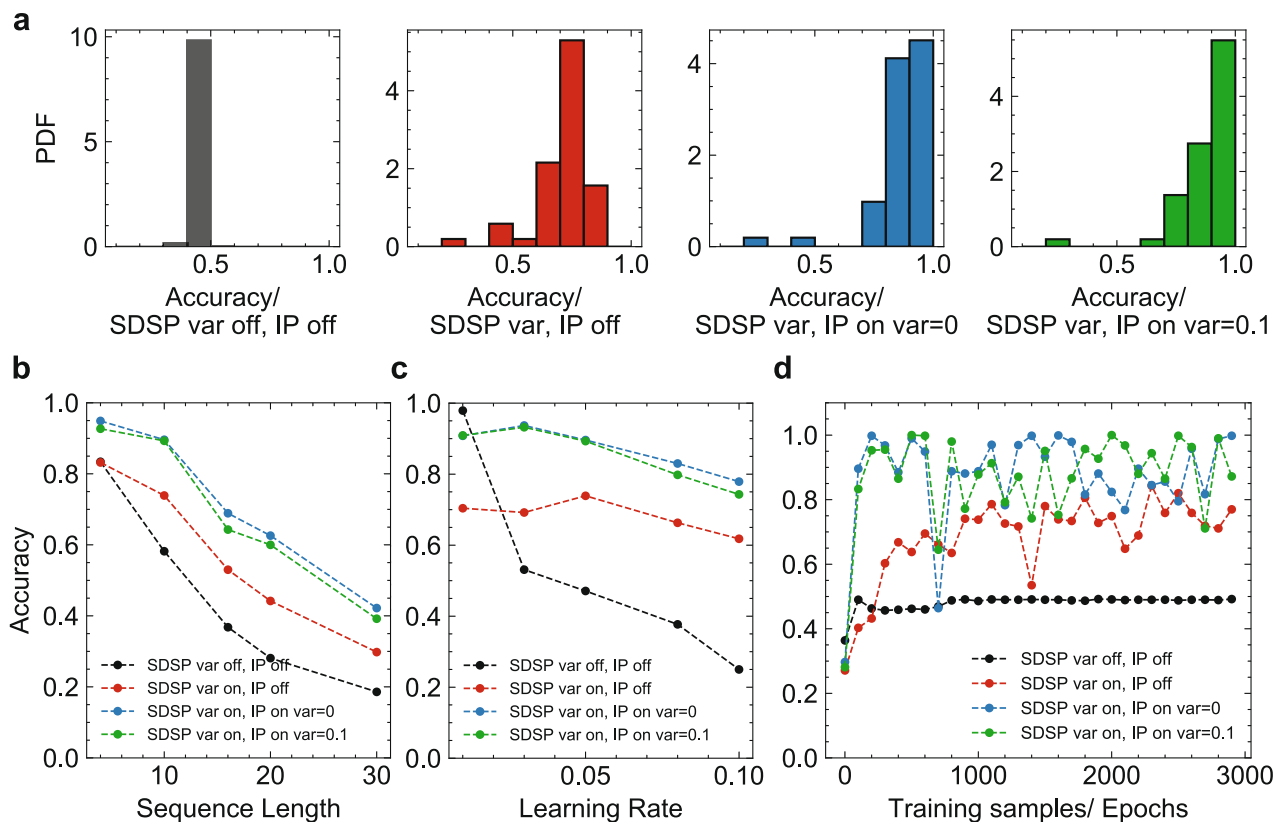 a
10
5
0
PDF
0.5
1.0
Accuracy/
SDSP var off, IP off
4
2
0
0.5
1.0
Accuracy/
SDSP var, IP off
4
2
0
0.5
1.0
Accuracy/
SDSP var, IP on var=0
4
2
0
0.5
1.0
Accuracy/
SDSP var, IP on var=0.1
b
1.0
0.8
0.6
0.4
0.2
0.0
Accuracy
SDSP var off, IP off
SDSP var on, IP off
SDSP var on, IP on var=0
SDSP var on, IP on var=0.1
10
20
30
Sequence Length
c
1.0
0.8
0.6
0.4
0.2
0.0
SDSP var off, IP off
SDSP var on, IP off
SDSP var on, IP on var=0
SDSP var on, IP on var=0.1
0.05
0.10
Learning Rate
d
1.0
0.8
0.6
0.4
0.2
0.0
SDSP var off, IP off
SDSP var on, IP off
SDSP var on, IP on var=0
SDSP var on, IP on var=0.1
0
1000
2000
3000
Training samples/ Epochs